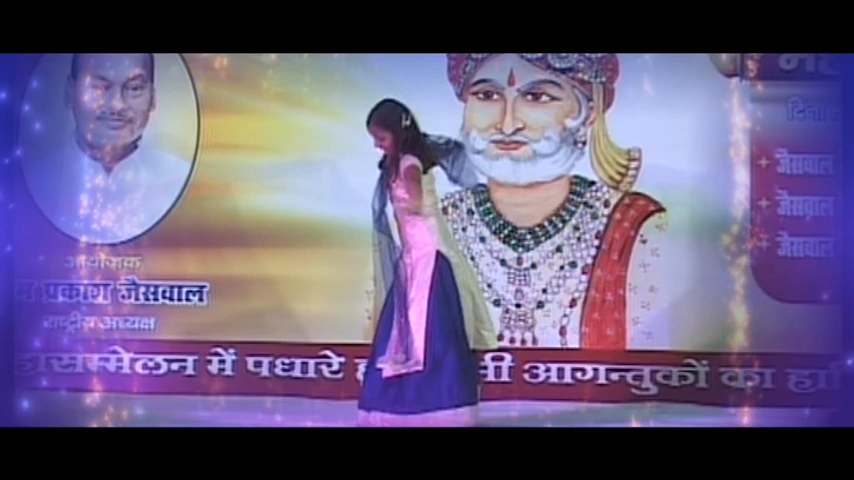 दिनां
+ जैसवाल
+ जैसवाल
+ जैसवाल
आयोजक
म प्रकाश जैसवाल
राष्ट्रीय अध्यक्ष
हासम्मेलन में पधारे ह सी आगन्तुकों का हार्